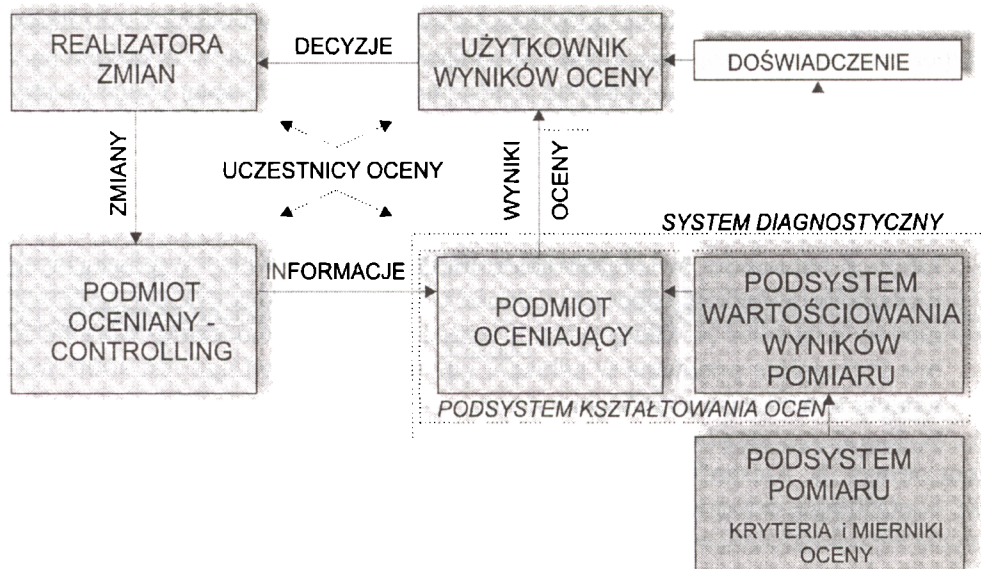 REALIZATORA
ZMIAN
DECYZJE
UŻYTKOWNIK
WYNIKÓW OCENY
DOŚWIADCZENIE
ZMIANY
UCZESTNICY OCENY
WYNIKI
OCENY
SYSTEM DIAGNOSTYCZNY
PODMIOT
OCENIANY -
CONTROLLING
INFORMACJE
PODMIOT
OCENIAJĄCY
PODSYSTEM
WARTOŚCIOWANIA
WYNIKÓW
POMIARU
PODSYSTEM KSZTAŁTOWANIA OCEN
PODSYSTEM
POMIARU
KRYTERIA i MIERNIKI
OCENY